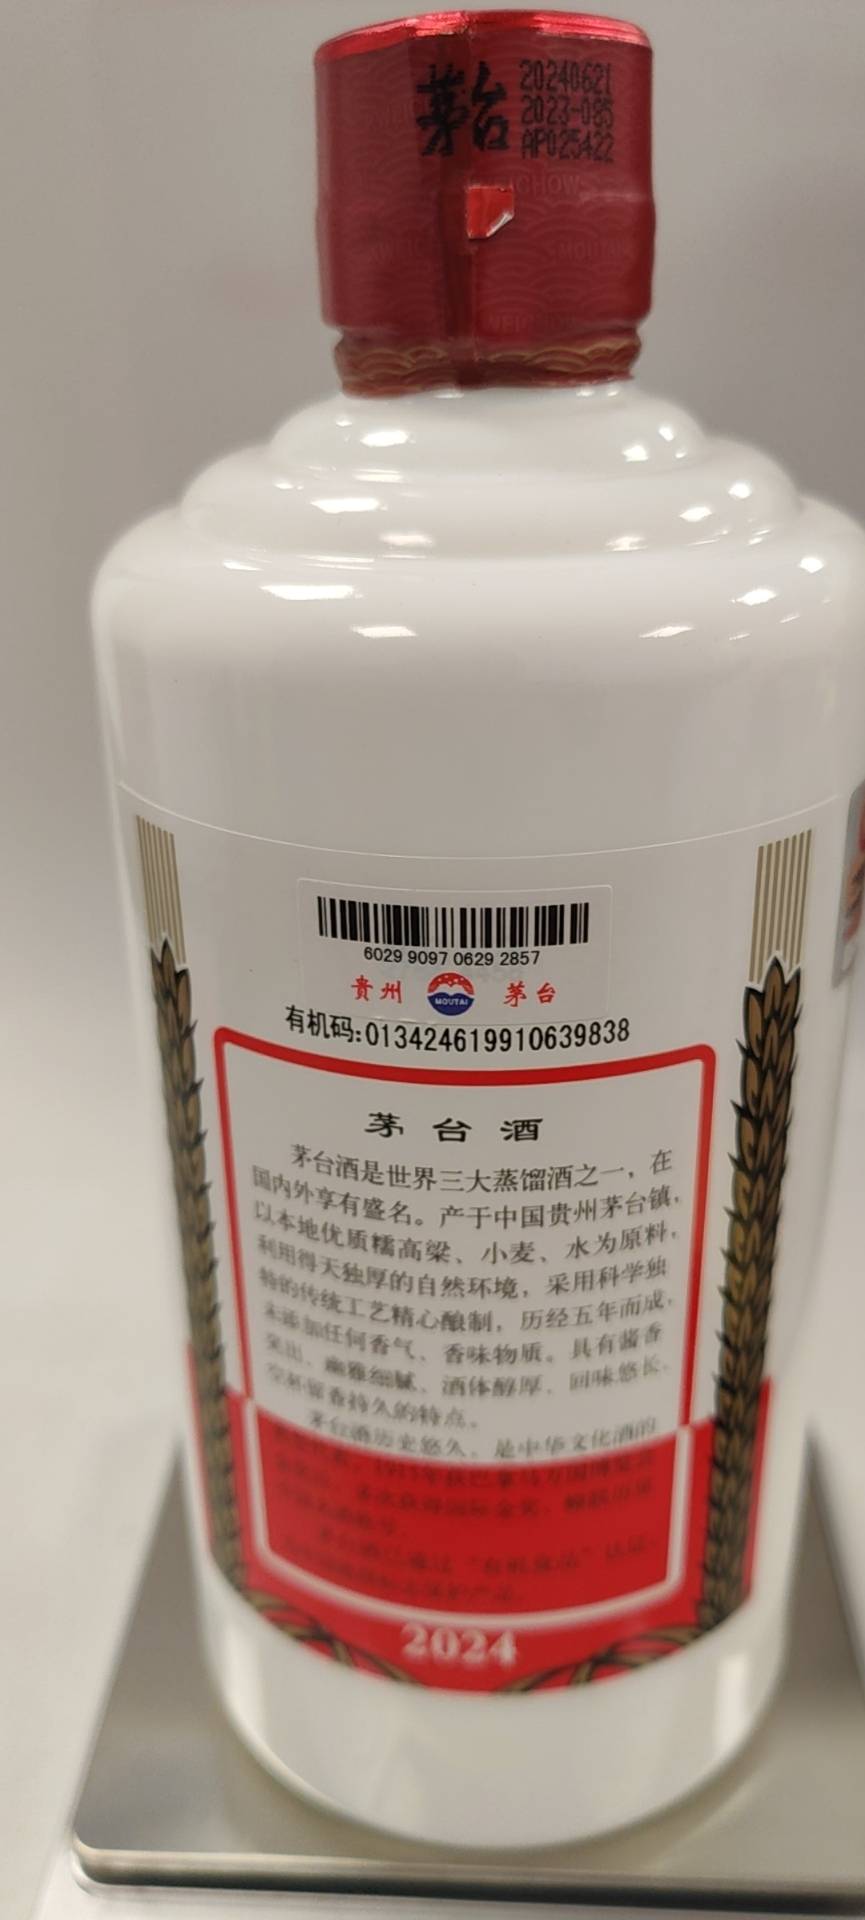 茅台
20240621
2023-085
AP025422
6029 9097 0629 2857
贵州 MOUTAI 茅台
有机码:013424619910639838
茅台酒
茅台酒是世界三大蒸馏酒之一，在
国内外享有盛名。产于中国贵州茅台镇，
以本地优质糯高粱、小麦、水为原料，
利用得天独厚的自然环境，采用科学独
特的传统工艺精心酿制，历经五年而成，
未添加任何香气、香味物质。具有酱香
突出、幽雅细腻、酒体醇厚、回味悠长、
空杯留香持久的特点。
茅台酒历史悠久，是中华文化酒的
2024